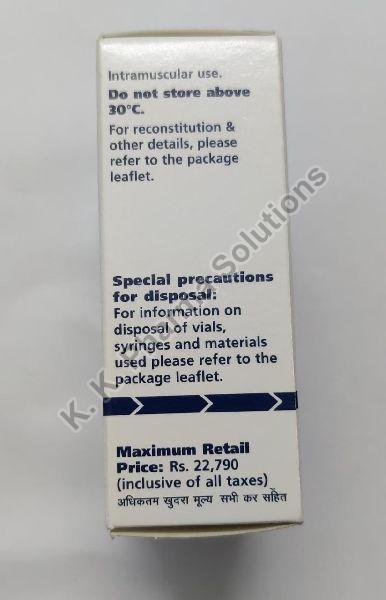 Intramuscular use.
Do not store above
30°C.
For reconstitution &
other details, please
refer to the package
leaflet.
Special precautions
for disposal:
For information on
disposal of vials,
syringes and materials
used please refer to the
package leaflet.
Maximum Retail
Price: Rs. 22,790
(inclusive of all taxes)
अधिकतम खुदरा मूल्य सभी कर सहित
K. K. Pharma Solutions